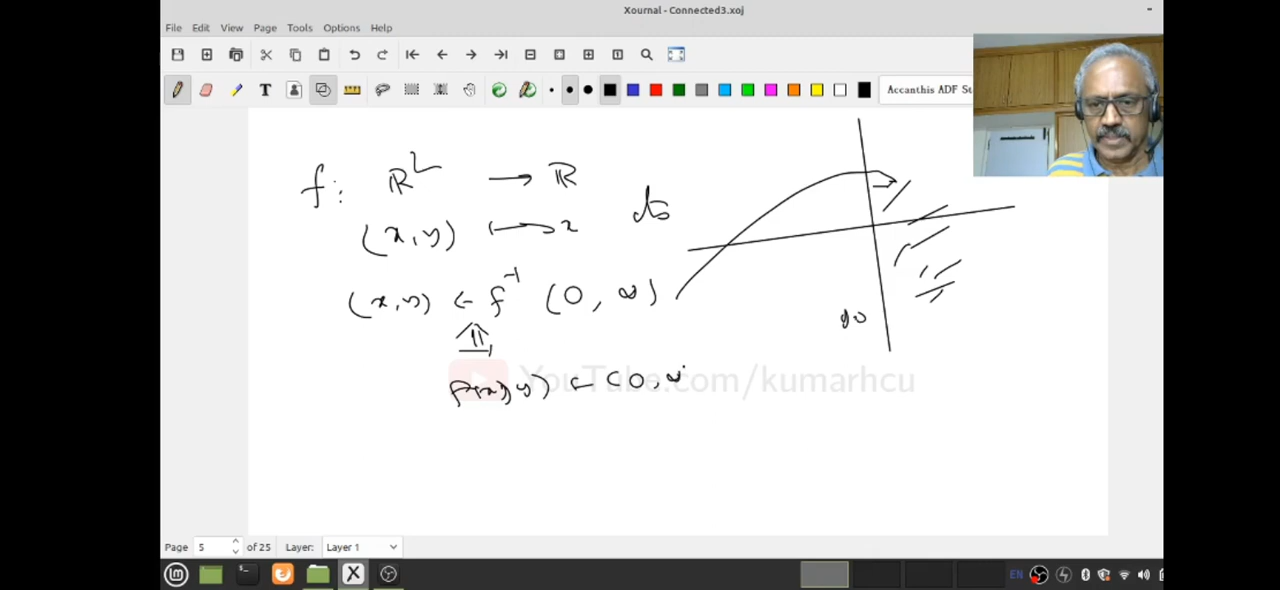 Xournal - Connected3.xoj
File Edit View Page Tools Options Help
Accanthis ADF St
f: ℝ² → ℝ
(x,y) ↦ x
(x,y) ∈ f⁻¹ (0, ∞)
⇑
f(x,y) ∈ (0, ∞
YouTube.com/kumarhcu
Page 5 of 25 Layer: Layer 1
EN